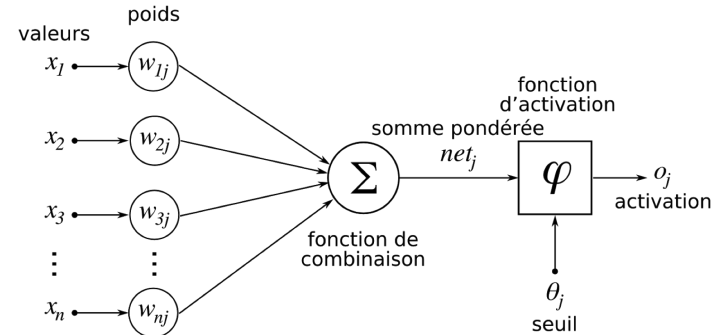 poids
valeurs
x₁
w₁ⱼ
x₂
w₂ⱼ
x₃
w₃ⱼ
⋮ ⋮
xₙ
wₙⱼ
Σ
fonction de
combinaison
somme pondérée
netⱼ
fonction
d’activation
φ
oⱼ
activation
θⱼ
seuil